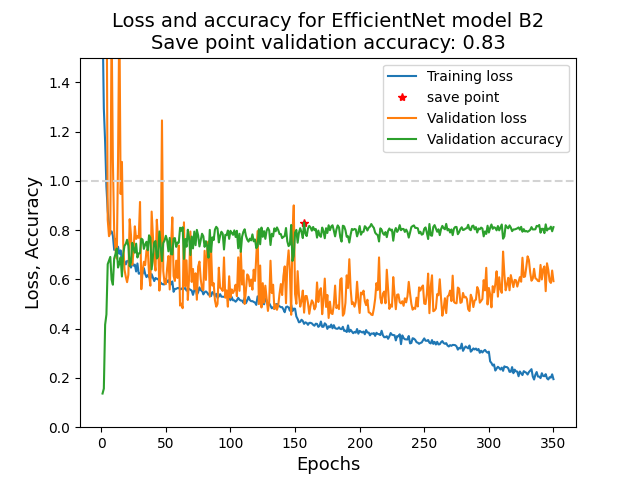 Loss and accuracy for EfficientNet model B2
Save point validation accuracy: 0.83
Training loss
save point
Validation loss
Validation accuracy
Loss, Accuracy
1.4
1.2
1.0
0.8
0.6
0.4
0.2
0.0
0 50 100 150 200 250 300 350
Epochs